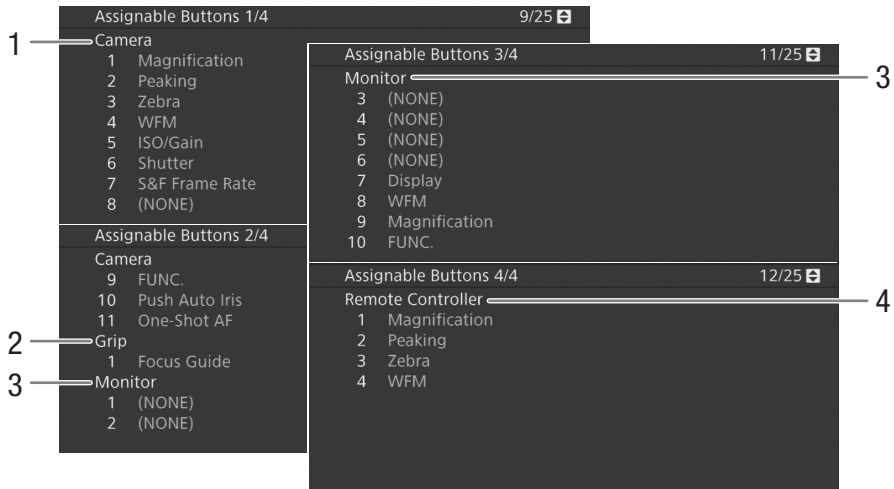 Assignable Buttons 1/4 9/25
1 Camera
1 Magnification
2 Peaking
3 Zebra
4 WFM
5 ISO/Gain
6 Shutter
7 S&F Frame Rate
8 (NONE)
Assignable Buttons 2/4
Camera
9 FUNC.
10 Push Auto Iris
11 One-Shot AF
2 Grip
1 Focus Guide
3 Monitor
1 (NONE)
2 (NONE)
Assignable Buttons 3/4 11/25
Monitor 3
3 (NONE)
4 (NONE)
5 (NONE)
6 (NONE)
7 Display
8 WFM
9 Magnification
10 FUNC.
Assignable Buttons 4/4 12/25
Remote Controller 4
1 Magnification
2 Peaking
3 Zebra
4 WFM